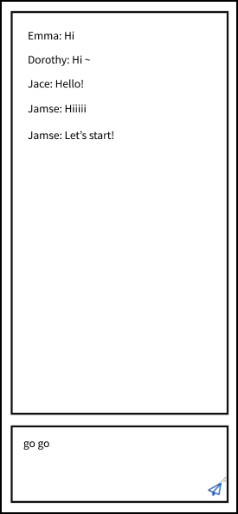 Emma: Hi
Dorothy: Hi ~
Jace: Hello!
Jamse: Hiiiii
Jamse: Let's start!
go go